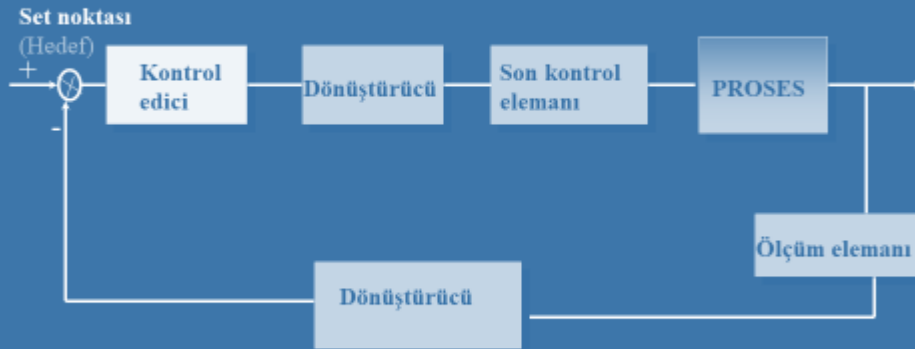 Set noktası
(Hedef)
+
-
Kontrol
edici
Dönüştürücü
Son kontrol
elemanı
PROSES
Ölçüm elemanı
Dönüştürücü